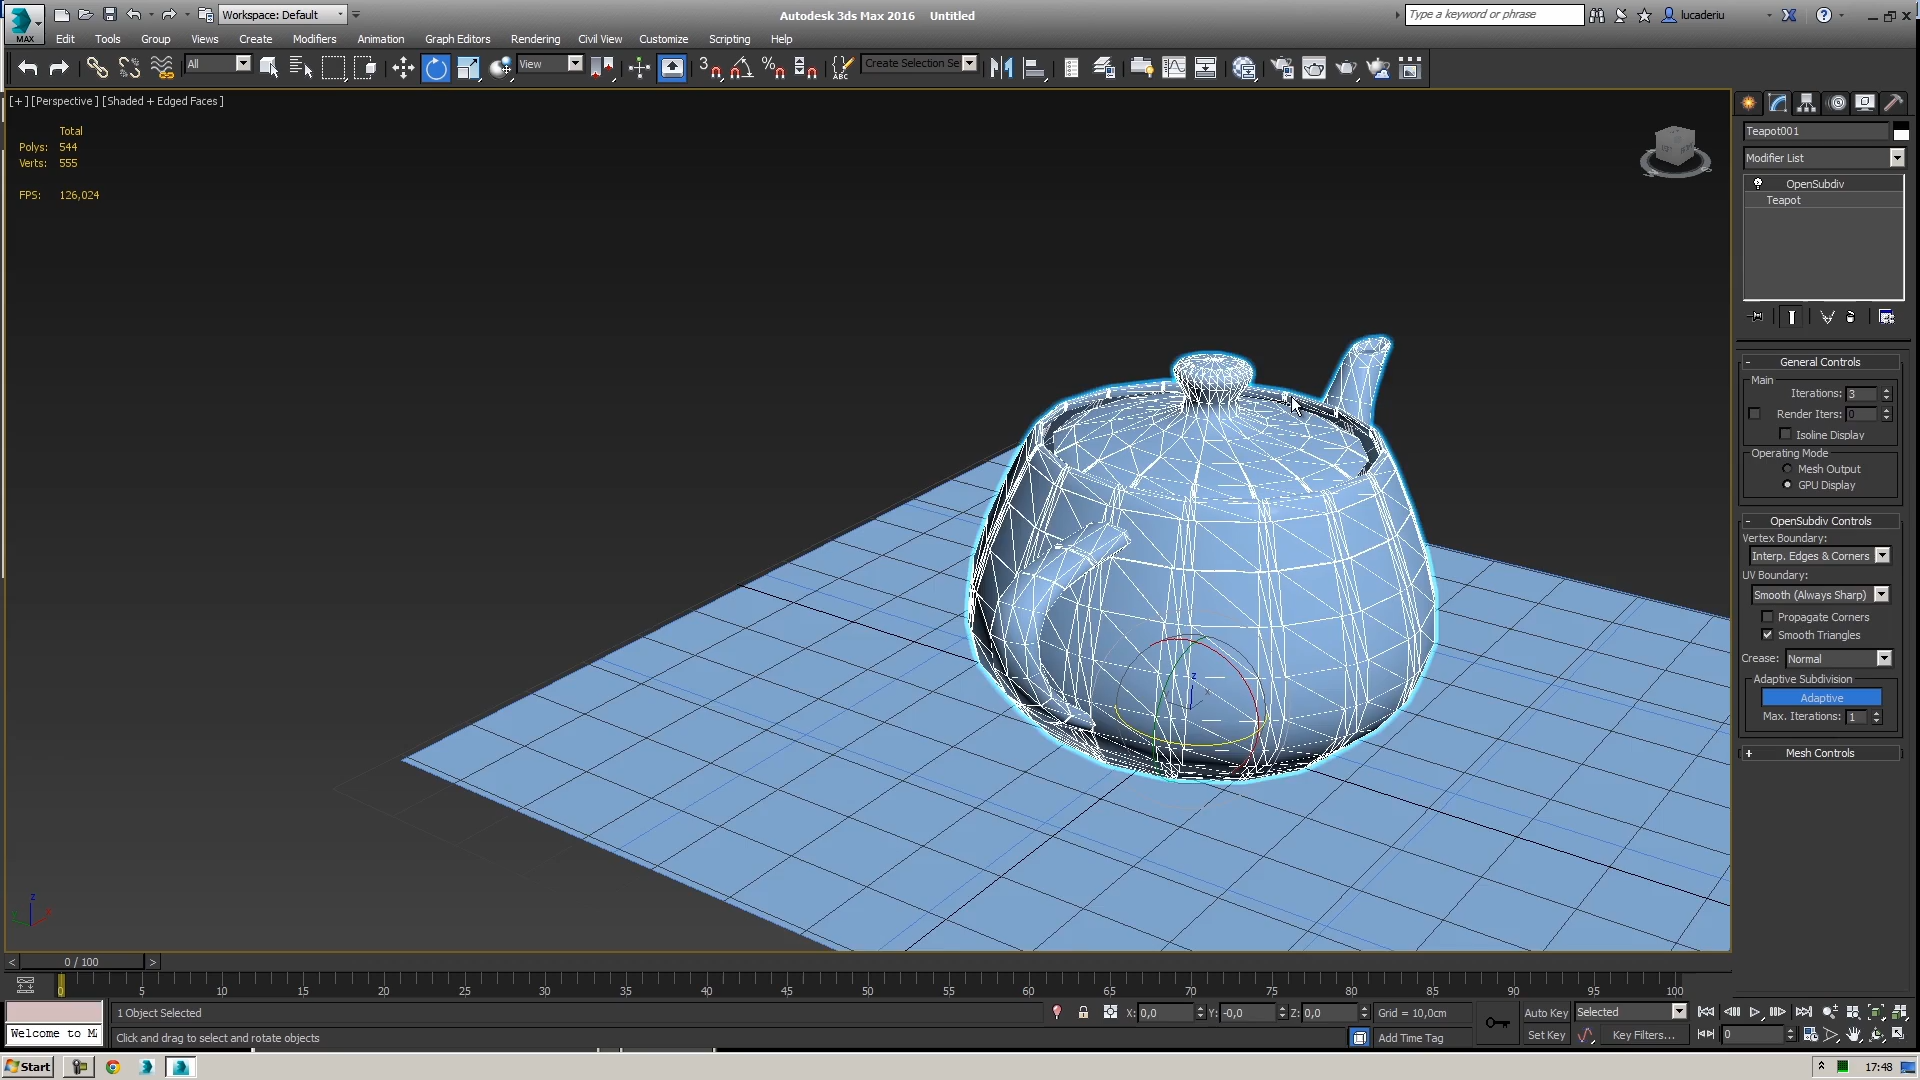 Workspace: Default
Autodesk 3ds Max 2016 Untitled
Type a keyword or phrase
lucaderiu
MAX
Edit Tools Group Views Create Modifiers Animation Graph Editors Rendering Civil View Customize Scripting Help
All
View
3
%
ABC
Create Selection Se
[+][Perspective][Shaded + Edged Faces]
Total
Polys: 544
Verts: 555
FPS: 126,024
Teapot001
Modifier List
OpenSubdiv
Teapot
- General Controls
Main
Iterations: 3
Render Iters: 0
Isoline Display
Operating Mode
Mesh Output
GPU Display
- OpenSubdiv Controls
Vertex Boundary:
Interp. Edges & Corners
UV Boundary:
Smooth (Always Sharp)
Propagate Corners
Smooth Triangles
Crease: Normal
Adaptive Subdivision
Adaptive
Max. Iterations: 1
+ Mesh Controls
z
x
z
< 0 / 100 >
0 5 10 15 20 25 30 35 40 45 50 55 60 65 70 75 80 85 90 95 100
1 Object Selected
X: 0,0 Y: -0,0 Z: 0,0 Grid = 10,0cm
Auto Key Selected
Welcome to M
Click and drag to select and rotate objects
Add Time Tag
Set Key Key Filters... 0
Start
17:48